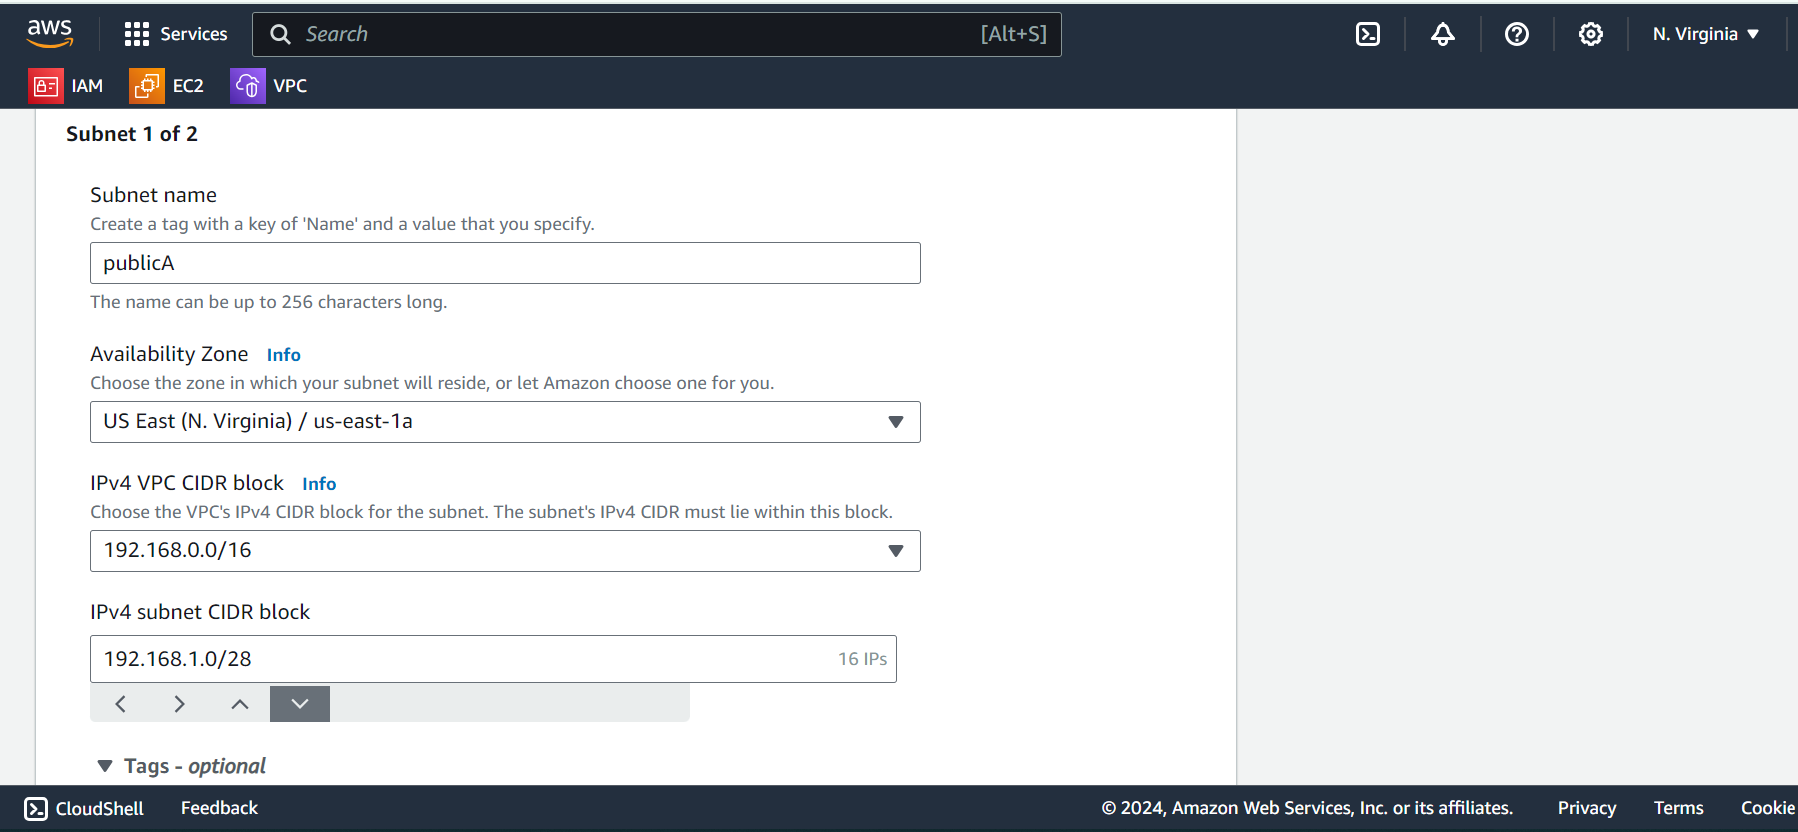 aws Services Search [Alt+S] N. Virginia
IAM EC2 VPC
Subnet 1 of 2
Subnet name
Create a tag with a key of 'Name' and a value that you specify.
publicA
The name can be up to 256 characters long.
Availability Zone Info
Choose the zone in which your subnet will reside, or let Amazon choose one for you.
US East (N. Virginia) / us-east-1a
IPv4 VPC CIDR block Info
Choose the VPC's IPv4 CIDR block for the subnet. The subnet's IPv4 CIDR must lie within this block.
192.168.0.0/16
IPv4 subnet CIDR block
192.168.1.0/28 16 IPs
Tags - optional
CloudShell Feedback © 2024, Amazon Web Services, Inc. or its affiliates. Privacy Terms Cookie